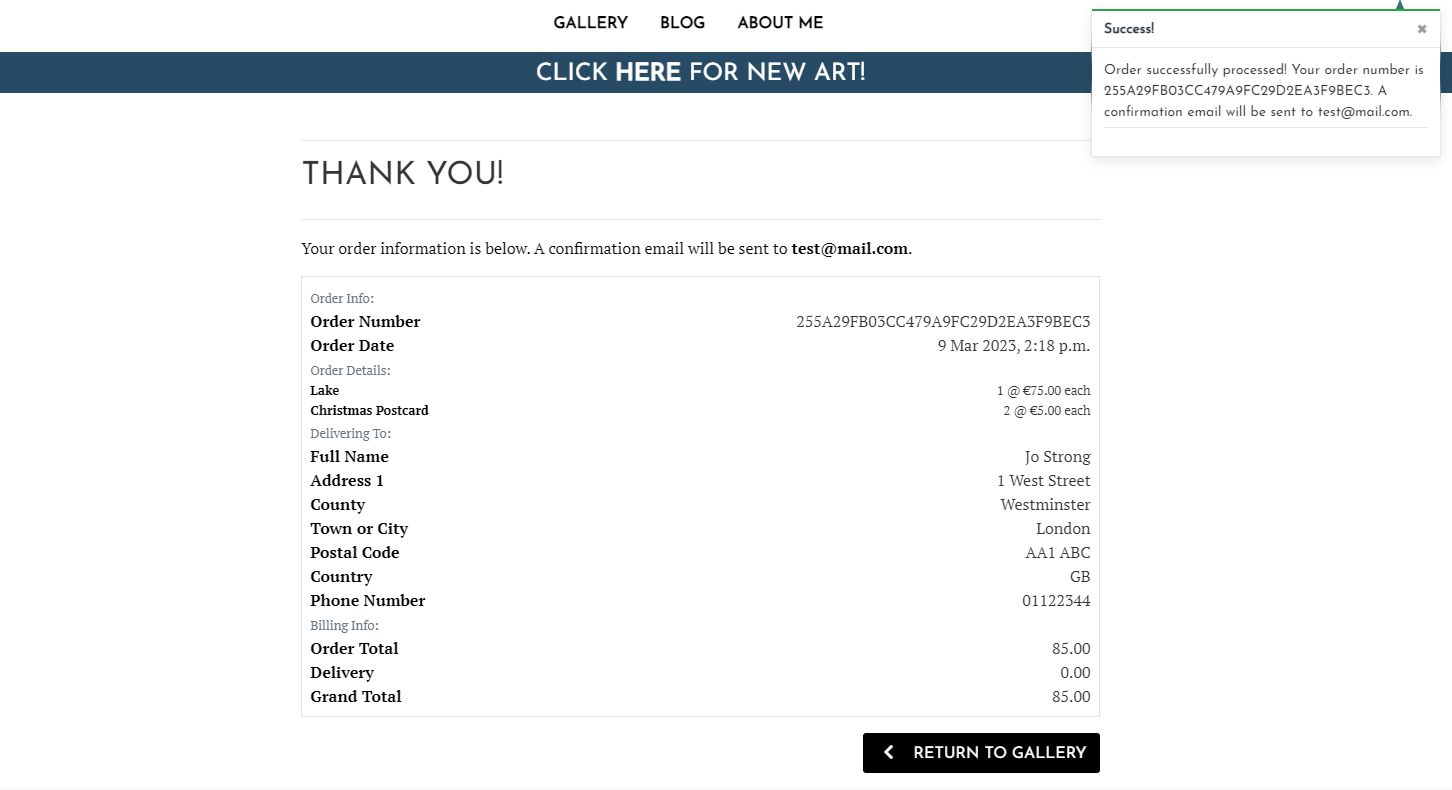 GALLERY BLOG ABOUT ME
CLICK HERE FOR NEW ART!
Success! ✖
Order successfully processed! Your order number is
255A29FB03CC479A9FC29D2EA3F9BEC3. A
confirmation email will be sent to test@mail.com.
THANK YOU!
Your order information is below. A confirmation email will be sent to test@mail.com.
Order Info:
Order Number 255A29FB03CC479A9FC29D2EA3F9BEC3
Order Date 9 Mar 2023, 2:18 p.m.
Order Details:
Lake 1 @ €75.00 each
Christmas Postcard 2 @ €5.00 each
Delivering To:
Full Name Jo Strong
Address 1 1 West Street
County Westminster
Town or City London
Postal Code AA1 ABC
Country GB
Phone Number 01122344
Billing Info:
Order Total 85.00
Delivery 0.00
Grand Total 85.00
RETURN TO GALLERY